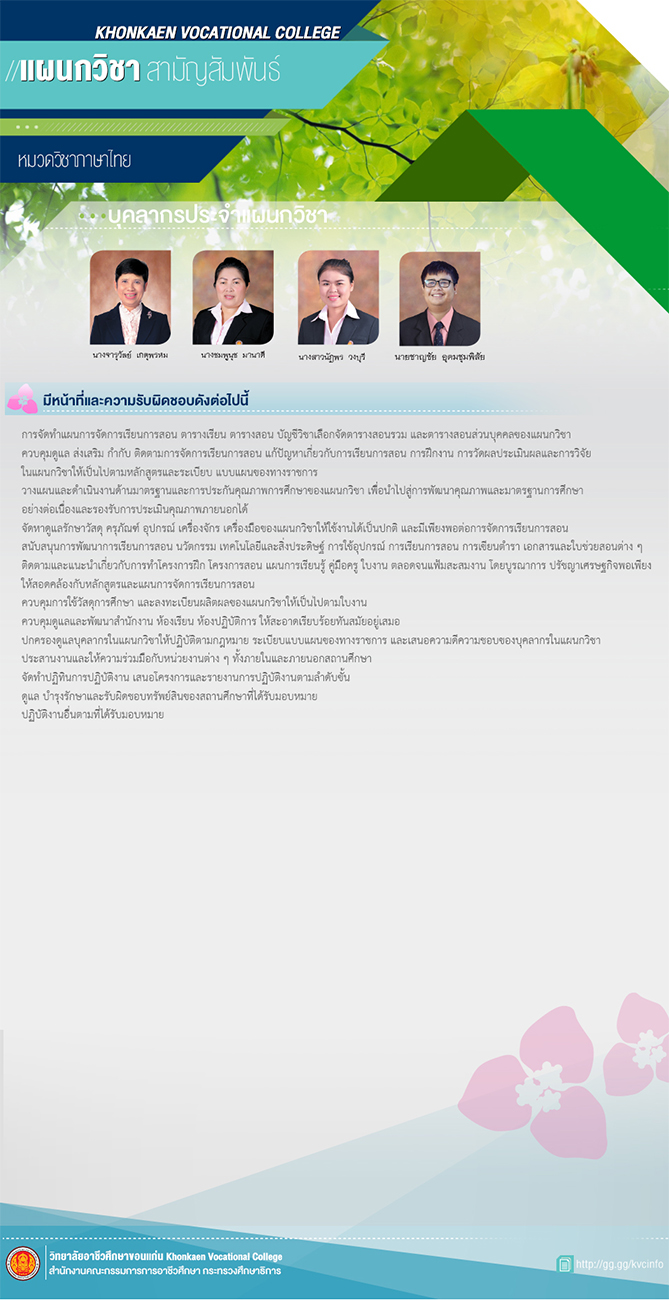 KHONKAEN VOCATIONAL COLLEGE
//แผนกวิชา สามัญสัมพันธ์
หมวดวิชาภาษาไทย
บุคลากรประจำแผนกวิชา
นางจารุวัลย์ เกตุพรหม
นางชมพูนุช มานาดี
นางสาวนัฏพร วงบุรี
นายชาญชัย อุตมชุมพิสัย
มีหน้าที่และความรับผิดชอบดังต่อไปนี้
การจัดทำแผนการจัดการเรียนการสอน ตารางเรียน ตารางสอน บัญชีวิชาเลือกจัดตารางสอนรวม และตารางสอนส่วนบุคคลของแผนกวิชา
ควบคุมดูแล ส่งเสริม กำกับ ติดตามการจัดการเรียนการสอน แก้ปัญหาเกี่ยวกับการเรียนการสอน การฝึกงาน การวัดผลประเมินผลและการวิจัย
ในแผนกวิชาให้เป็นไปตามหลักสูตรและระเบียบ แบบแผนของทางราชการ
วางแผนและดำเนินงานด้านมาตรฐานและการประกันคุณภาพการศึกษาของแผนกวิชา เพื่อนำไปสู่การพัฒนาคุณภาพและมาตรฐานการศึกษา
อย่างต่อเนื่องและรองรับการประเมินคุณภาพภายนอกได้
จัดหาดูแลรักษาวัสดุ ครุภัณฑ์ อุปกรณ์ เครื่องจักร เครื่องมือของแผนกวิชาให้ใช้งานได้เป็นปกติ และมีเพียงพอต่อการจัดการเรียนการสอน
สนับสนุนการพัฒนาการเรียนการสอน นวัตกรรม เทคโนโลยีและสิ่งประดิษฐ์ การใช้อุปกรณ์ การเรียนการสอน การเขียนตำรา เอกสารและใบช่วยสอนต่าง ๆ
ติดตามและแนะนำเกี่ยวกับการทำโครงการฝึก โครงการสอน แผนการเรียนรู้ คู่มือครู ใบงาน ตลอดจนแฟ้มสะสมงาน โดยบูรณาการ ปรัชญาเศรษฐกิจพอเพียง
ให้สอดคล้องกับหลักสูตรและแผนการจัดการเรียนการสอน
ควบคุมการใช้วัสดุการศึกษา และลงทะเบียนผลิตผลของแผนกวิชาให้เป็นไปตามใบงาน
ควบคุมดูแลและพัฒนาสำนักงาน ห้องเรียน ห้องปฏิบัติการ ให้สะอาดเรียบร้อยทันสมัยอยู่เสมอ
ปกครองดูแลบุคลากรในแผนกวิชาให้ปฏิบัติตามกฎหมาย ระเบียบแบบแผนของทางราชการ และเสนอความดีความชอบของบุคลากรในแผนกวิชา
ประสานงานและให้ความร่วมมือกับหน่วยงานต่าง ๆ ทั้งภายในและภายนอกสถานศึกษา
จัดทำปฏิทินการปฏิบัติงาน เสนอโครงการและรายงานการปฏิบัติงานตามลำดับขั้น
ดูแล บำรุงรักษาและรับผิดชอบทรัพย์สินของสถานศึกษาที่ได้รับมอบหมาย
ปฏิบัติงานอื่นตามที่ได้รับมอบหมาย
วิทยาลัยอาชีวศึกษาขอนแก่น Khonkaen Vocational College
สำนักงานคณะกรรมการการอาชีวศึกษา กระทรวงศึกษาธิการ
http://gg.gg/kvcinfo